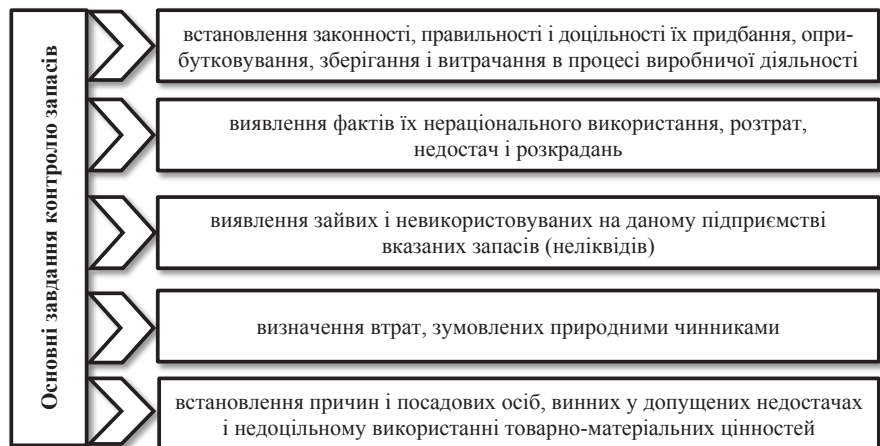 Основні завдання контролю запасів
встановлення законності, правильності і доцільності їх придбання, опри-
бутковування, зберігання і витрачання в процесі виробничої діяльності
виявлення фактів їх нераціонального використання, розтрат,
недостач і розкрадань
виявлення зайвих і невикористовуваних на даному підприємстві
вказаних запасів (неліквідів)
визначення втрат, зумовлених природними чинниками
встановлення причин і посадових осіб, винних у допущених недостачах
і недоцільному використанні товарно-матеріальних цінностей